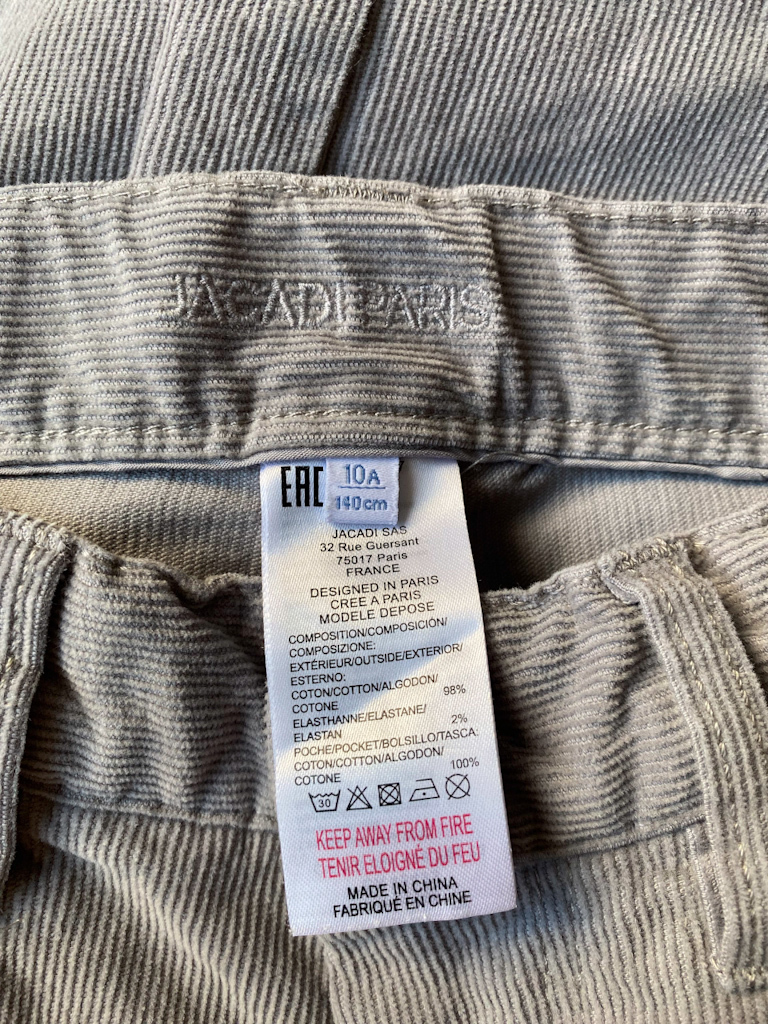 JACADI PARIS
EAC
10A
140cm
JACADI SAS
32 Rue Guersant
75017 Paris
FRANCE
DESIGNED IN PARIS
CREE A PARIS
MODELE DEPOSE
COMPOSITION/COMPOSICIÓN/
COMPOSIZIONE:
EXTÉRIEUR/OUTSIDE/EXTERIOR/
ESTERNO:
COTON/COTTON/ALGODON/
COTONE 98%
ELASTHANNE/ELASTANE/
ELASTAN 2%
POCHE/POCKET/BOLSILLO/TASCA:
COTON/COTTON/ALGODON/
COTONE 100%
30
KEEP AWAY FROM FIRE
TENIR ELOIGNÉ DU FEU
MADE IN CHINA
FABRIQUÉ EN CHINE